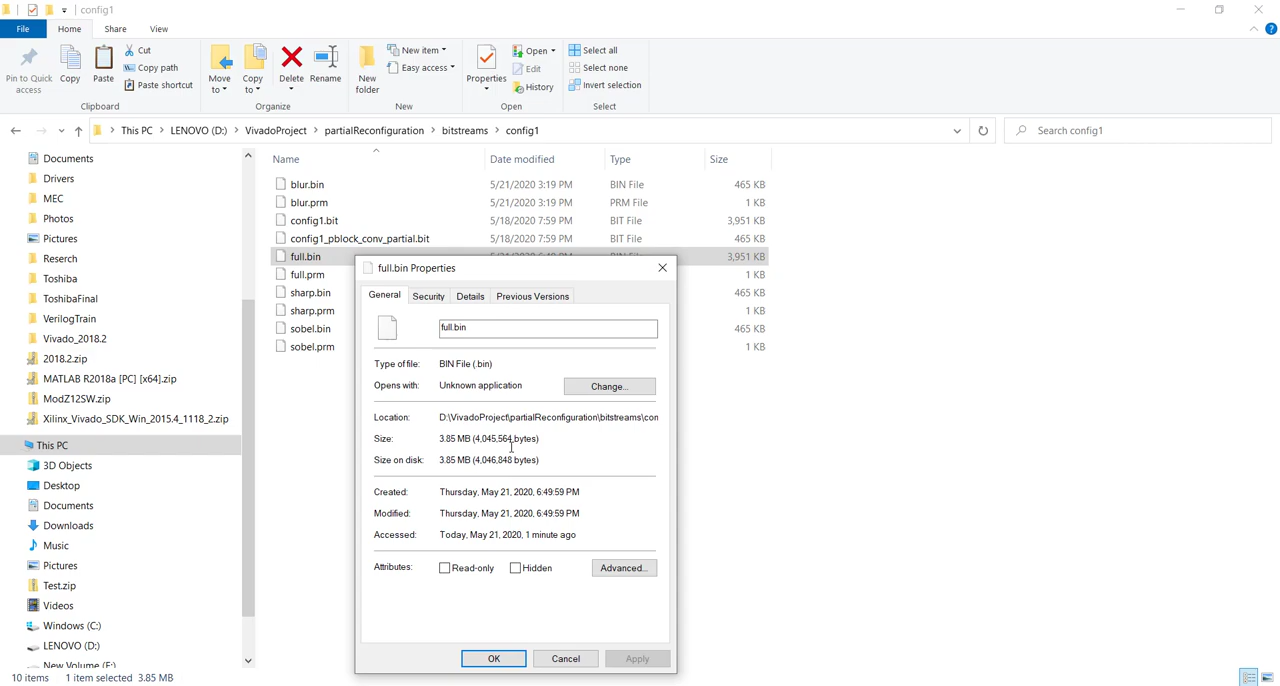 config1
File
Home
Share
View
Pin to Quick access
Copy
Paste
Cut
Copy path
Paste shortcut
Clipboard
Move to
Copy to
Delete
Rename
Organize
New folder
New item
Easy access
New
Properties
Open
Edit
History
Open
Select all
Select none
Invert selection
Select
This PC > LENOVO (D:) > VivadoProject > partialReconfiguration > bitstreams > config1
Search config1
Documents
Drivers
MEC
Photos
Pictures
Reserch
Toshiba
ToshibaFinal
VerilogTrain
Vivado_2018.2
2018.2.zip
MATLAB R2018a [PC] [x64].zip
ModZ12SW.zip
Xilinx_Vivado_SDK_Win_2015.4_1118_2.zip
This PC
3D Objects
Desktop
Documents
Downloads
Music
Pictures
Test.zip
Videos
Windows (C:)
LENOVO (D:)
New Volume (E:)
Name Date modified Type Size
blur.bin 5/21/2020 3:19 PM BIN File 465 KB
blur.prm 5/21/2020 3:19 PM PRM File 1 KB
config1.bit 5/18/2020 7:59 PM BIT File 3,951 KB
config1_pblock_conv_partial.bit 5/18/2020 7:59 PM BIT File 465 KB
full.bin 3,951 KB
full.prm 1 KB
sharp.bin 465 KB
sharp.prm 1 KB
sobel.bin 465 KB
sobel.prm 1 KB
full.bin Properties
General Security Details Previous Versions
full.bin
Type of file: BIN File (.bin)
Opens with: Unknown application Change...
Location: D:\VivadoProject\partialReconfiguration\bitstreams\con
Size: 3.85 MB (4,045,564 bytes)
Size on disk: 3.85 MB (4,046,848 bytes)
Created: Thursday, May 21, 2020, 6:49:59 PM
Modified: Thursday, May 21, 2020, 6:49:59 PM
Accessed: Today, May 21, 2020, 1 minute ago
Attributes: Read-only Hidden Advanced...
OK Cancel Apply
10 items 1 item selected 3.85 MB